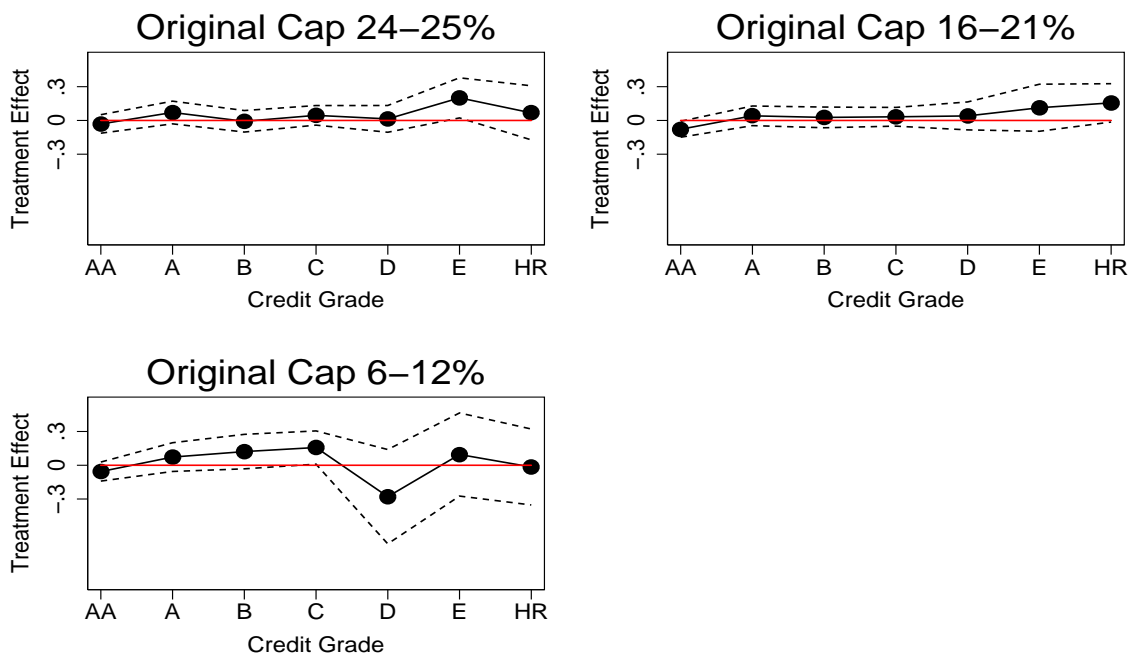 Original Cap 24–25%
Treatment Effect
.3
0
−.3
AA A B C D E HR
Credit Grade
Original Cap 16–21%
Treatment Effect
.3
0
−.3
AA A B C D E HR
Credit Grade
Original Cap 6–12%
Treatment Effect
.3
0
−.3
AA A B C D E HR
Credit Grade